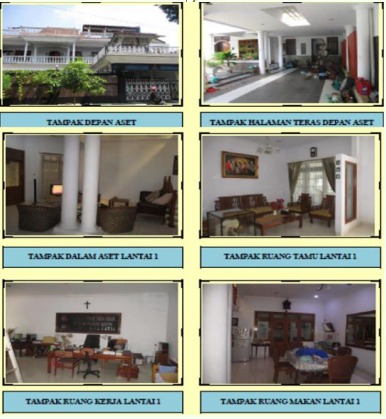 TAMPAK DEPAN ASET
TAMPAK HALAMAN TERAS DEPAN ASET
TAMPAK DALAM ASET LANTAI 1
TAMPAK RUANG TAMU LANTAI 1
TAMPAK RUANG KERJA LANTAI 1
TAMPAK RUANG MAKAN LANTAI 1